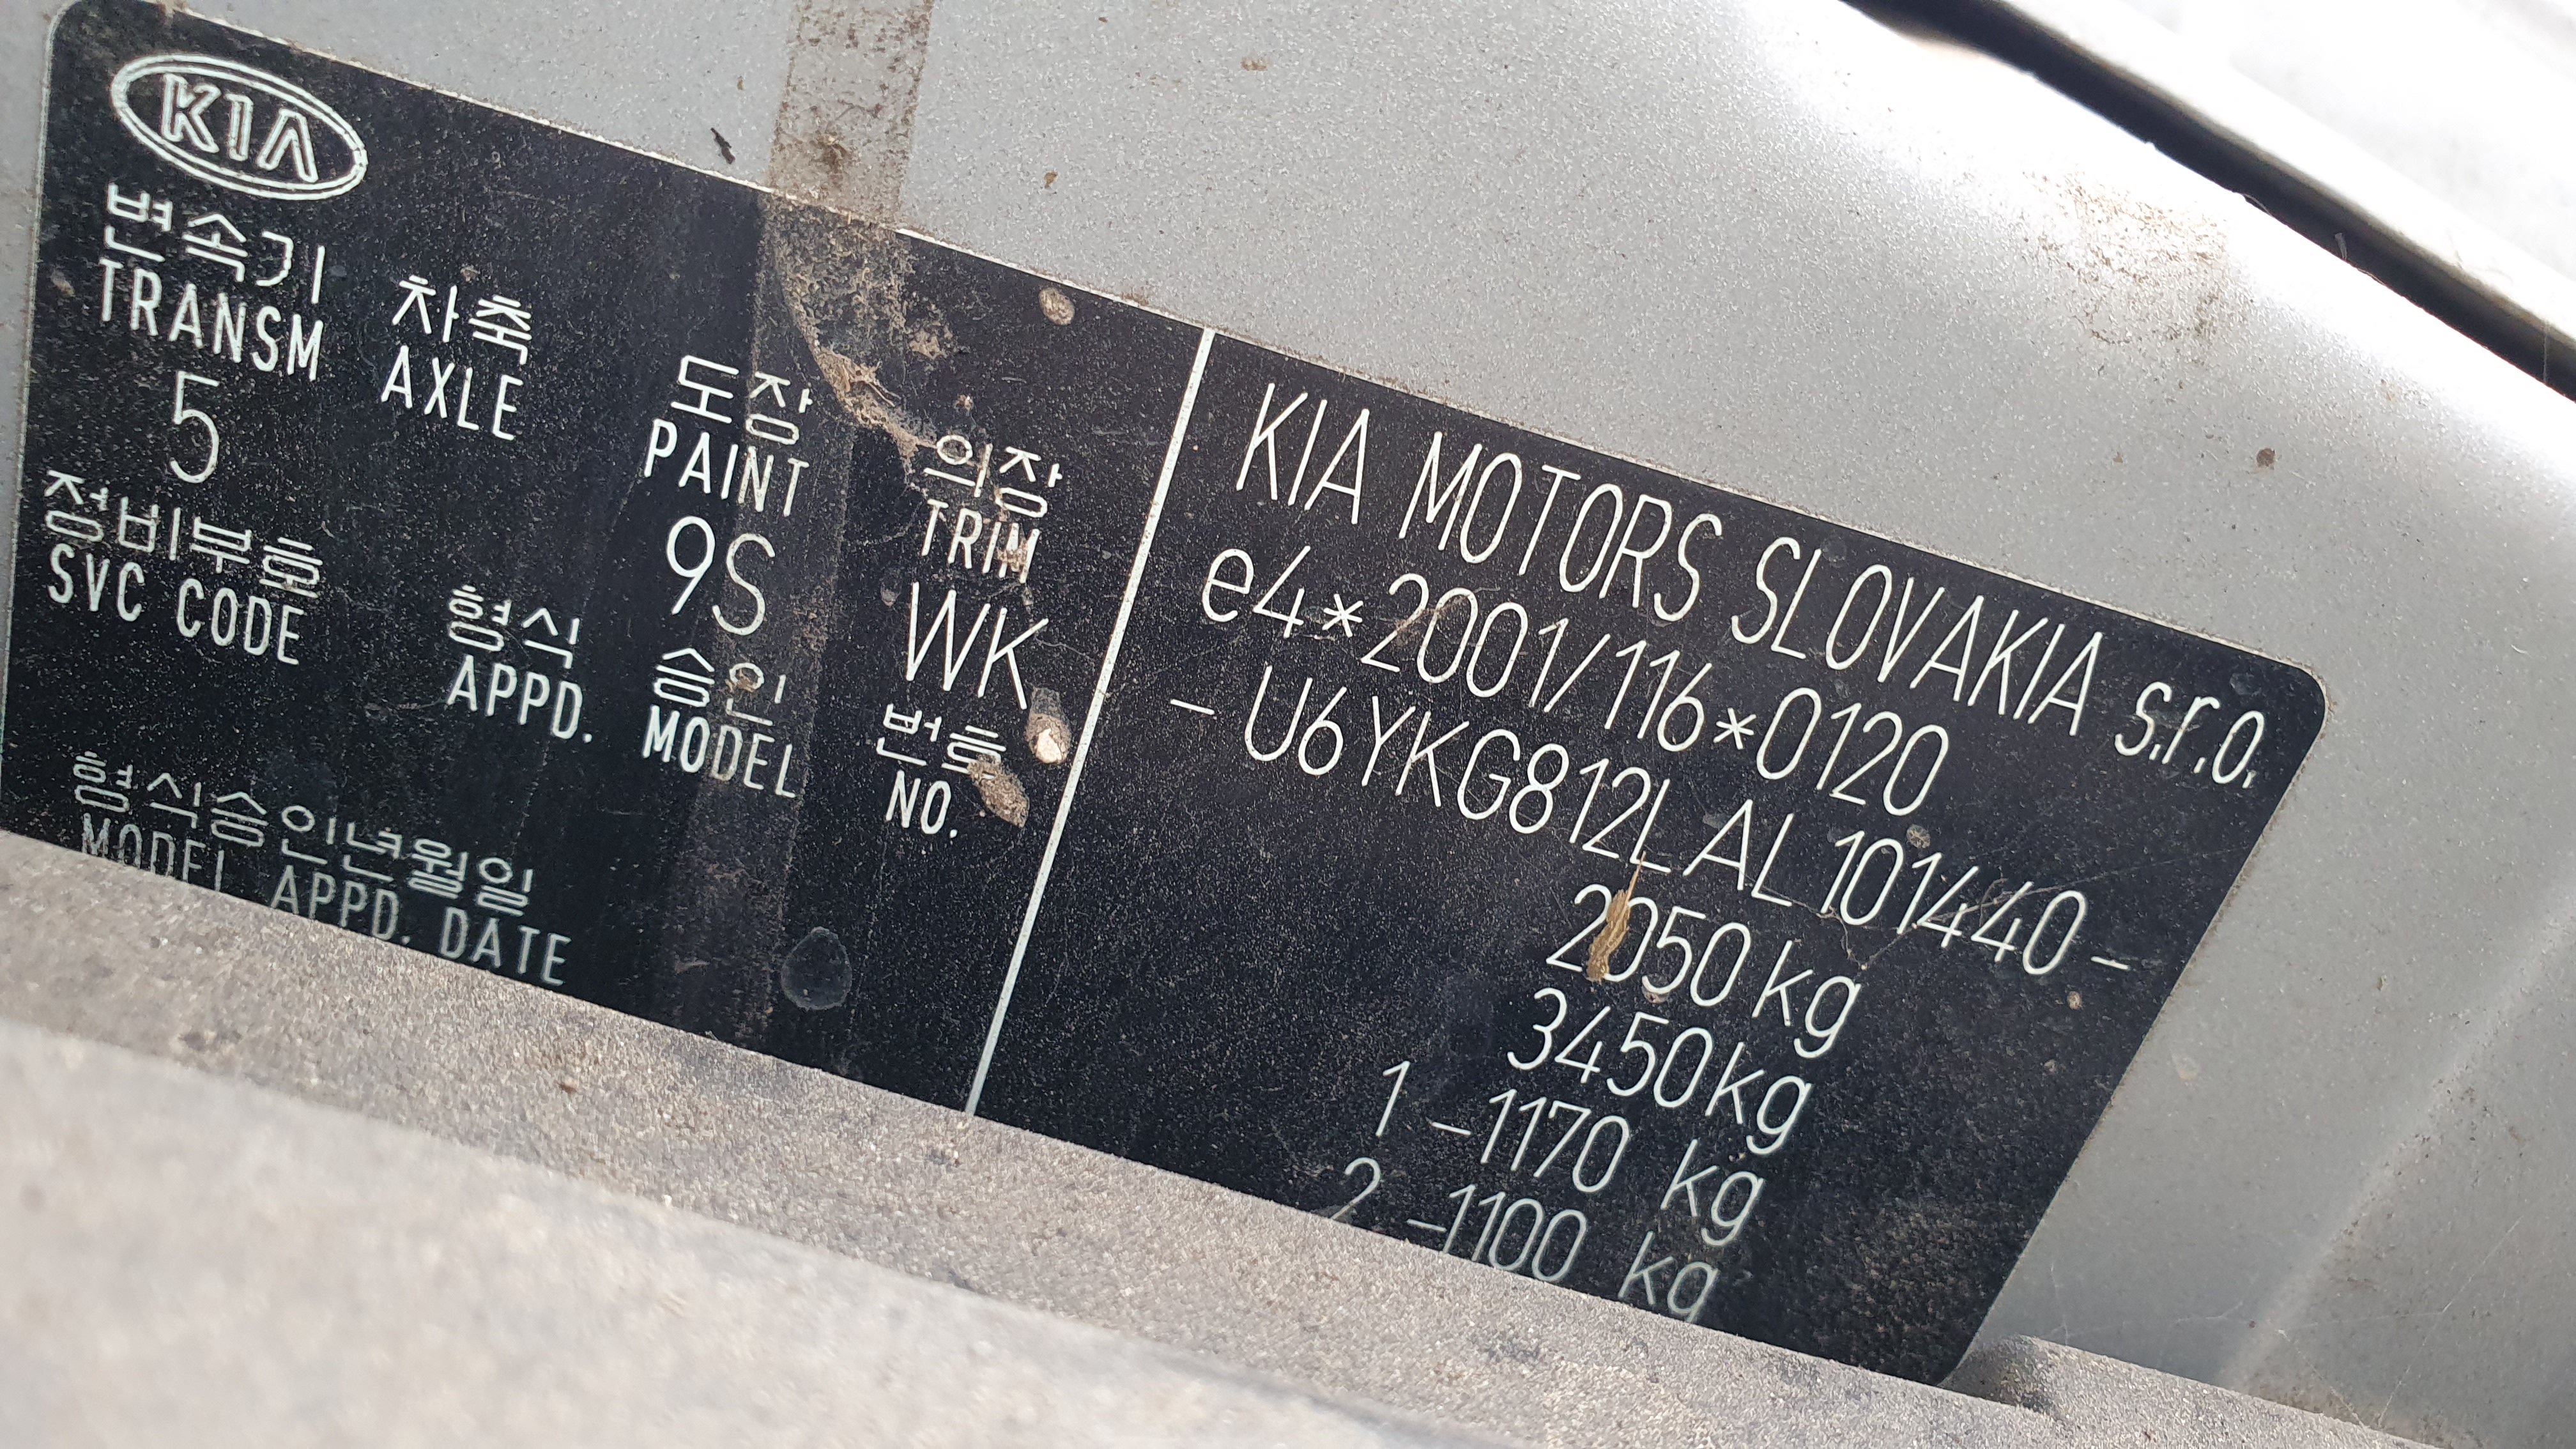 KIA
변속기 차축 도장 의장
TRANSM AXLE PAINT TRIM
5 9S WK
정비부호 형식 승인 번호
SVC CODE APPD. MODEL NO.
형식승인년월일
MODEL APPD. DATE
KIA MOTORS SLOVAKIA s.r.o.
e4*2001/116*0120
- U6YKG812LAL101440 -
2050 kg
3450 kg
1 - 1170 kg
2 - 1100 kg